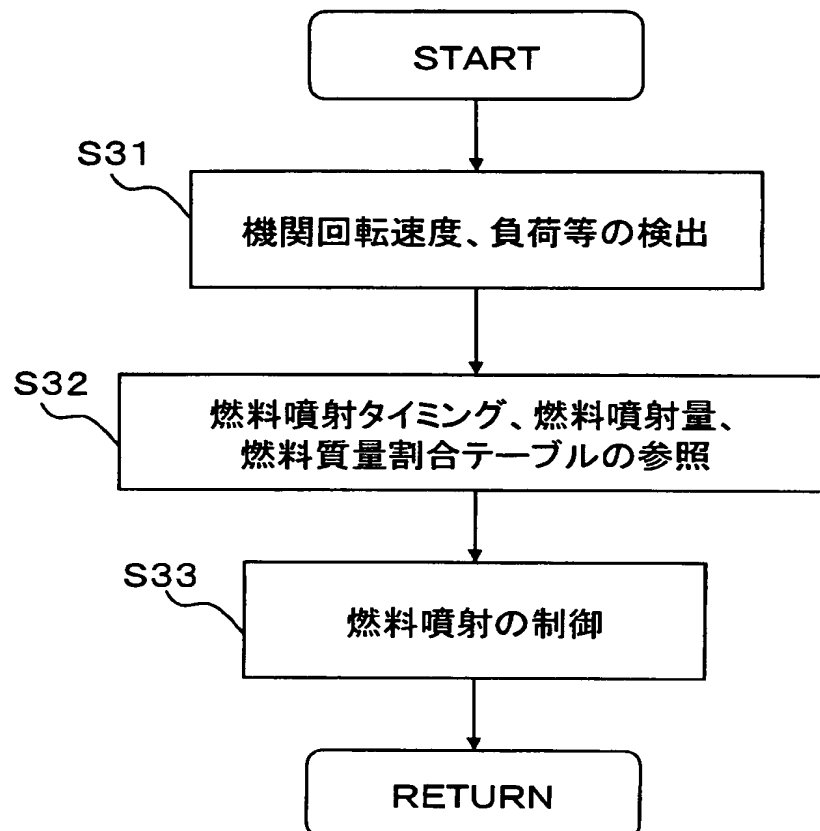 START
S31
機関回転速度、負荷等の検出
S32
燃料噴射タイミング、燃料噴射量、
燃料質量割合テーブルの参照
S33
燃料噴射の制御
RETURN